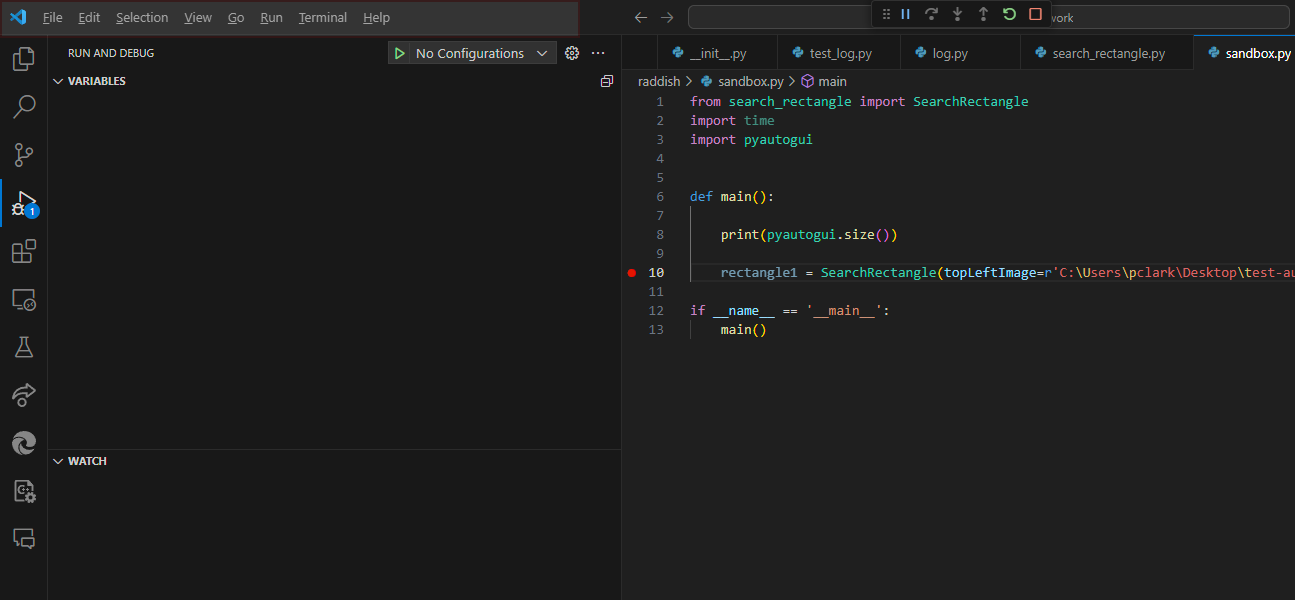 File Edit Selection View Go Run Terminal Help
work
RUN AND DEBUG
No Configurations
VARIABLES
1
WATCH
__init__.py test_log.py log.py search_rectangle.py sandbox.py
raddish > sandbox.py > main
1 from search_rectangle import SearchRectangle
2 import time
3 import pyautogui
4
5
6 def main():
7
8 print(pyautogui.size())
9
10 rectangle1 = SearchRectangle(topLeftImage=r'C:\Users\pclark\Desktop\test-au
11
12 if __name__ == '__main__':
13 main()